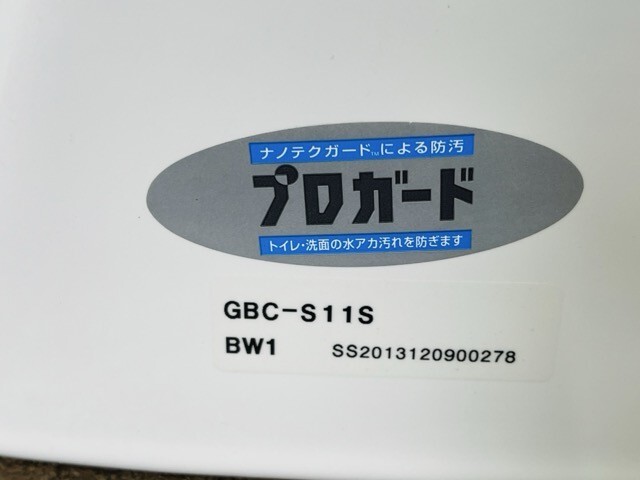 ナノテクガード™による防汚
プロガード
トイレ・洗面の水アカ汚れを防ぎます
GBC-S11S
BW1 SS2013120900278